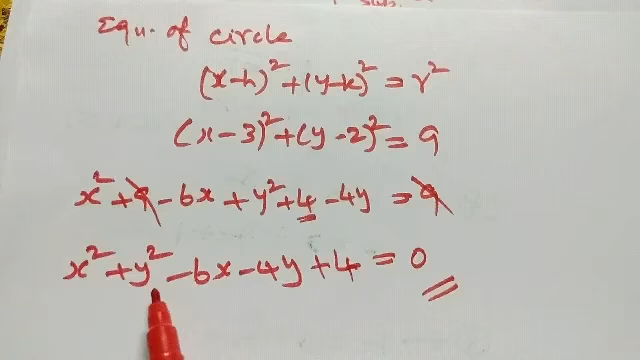 Equ. of circle
(x-h)² + (y-k)² = r²
(x - 3)² + (y - 2)² = 9
x² + 9 - 6x + y² + 4 - 4y = 9
x² + y² - 6x - 4y + 4 = 0